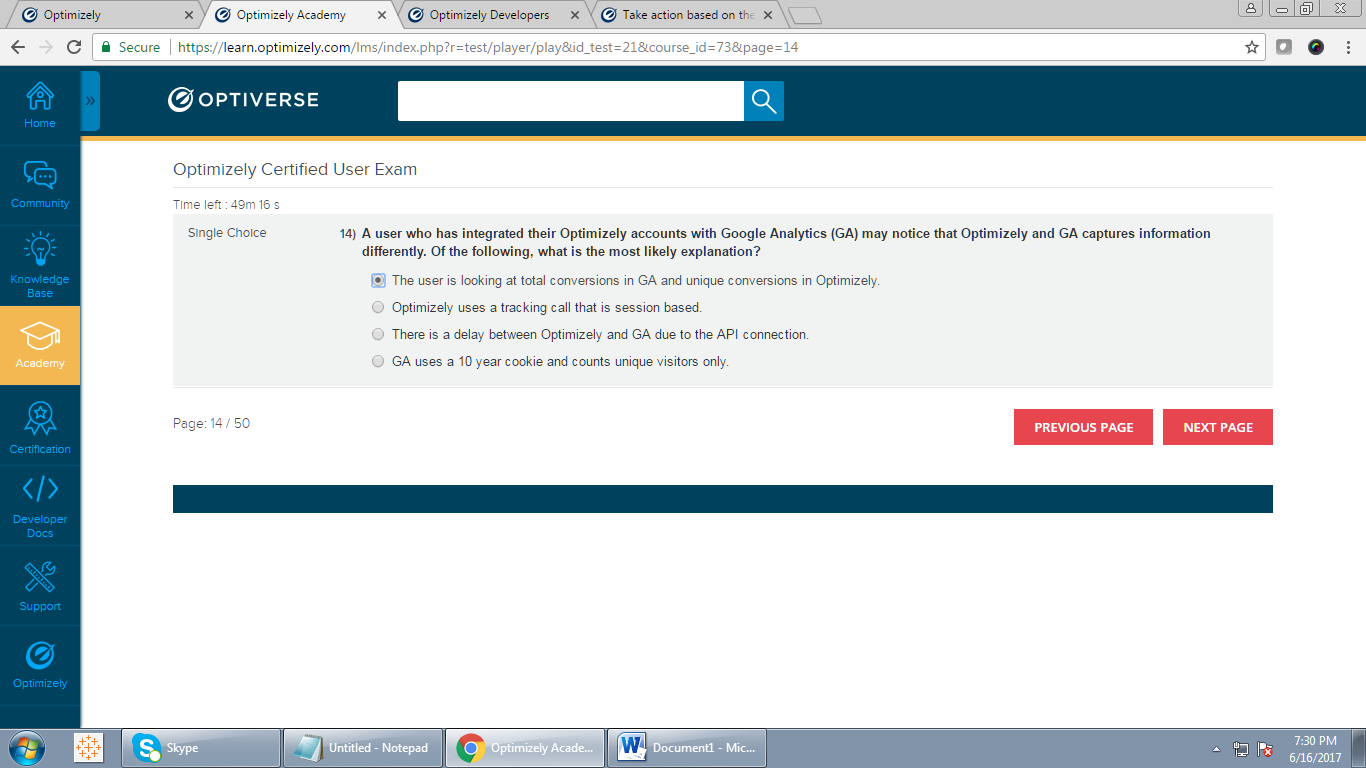 Optimizely
Optimizely Academy
Optimizely Developers
Take action based on the
Secure
https://learn.optimizely.com/lms/index.php?r=test/player/play&id_test=21&course_id=73&page=14
Home
»
OPTIVERSE
Community
Knowledge
Base
Academy
Certification
Developer
Docs
Support
Optimizely
Optimizely Certified User Exam
Time left : 49m 16 s
Single Choice
14) A user who has integrated their Optimizely accounts with Google Analytics (GA) may notice that Optimizely and GA captures information
differently. Of the following, what is the most likely explanation?
The user is looking at total conversions in GA and unique conversions in Optimizely.
Optimizely uses a tracking call that is session based.
There is a delay between Optimizely and GA due to the API connection.
GA uses a 10 year cookie and counts unique visitors only.
Page: 14 / 50
PREVIOUS PAGE
NEXT PAGE
Skype
Untitled - Notepad
Optimizely Acade...
Document1 - Mic...
7:30 PM
6/16/2017